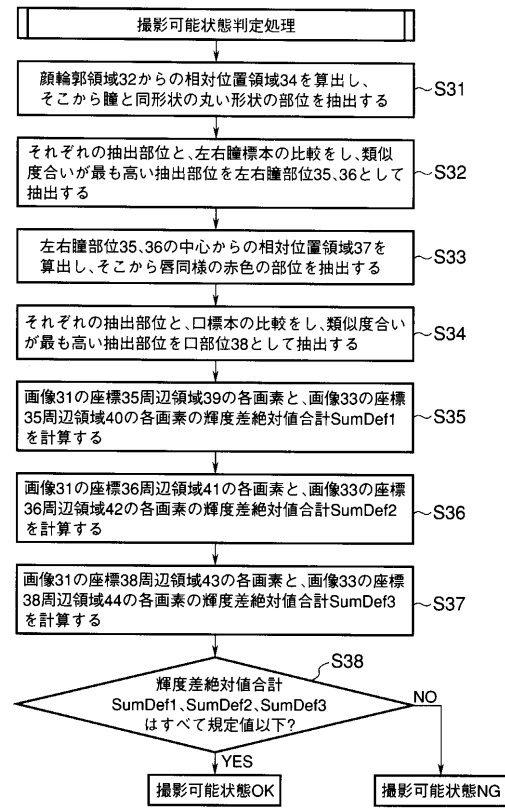 撮影可能状態判定処理
顔輪郭領域32からの相対位置領域34を算出し、
そこから瞳と同形状の丸い形状の部位を抽出する
S31
それぞれの抽出部位と、左右瞳標本の比較をし、類似
度合いが最も高い抽出部位を左右瞳部位35、36として
抽出する
S32
左右瞳部位35、36の中心からの相対位置領域37を
算出し、そこから唇同様の赤色の部位を抽出する
S33
それぞれの抽出部位と、口標本の比較をし、類似度合い
が最も高い抽出部位を口部位38として抽出する
S34
画像31の座標35周辺領域39の各画素と、画像33の座標
35周辺領域40の各画素の輝度差絶対値合計SumDef1
を計算する
S35
画像31の座標36周辺領域41の各画素と、画像33の座標
36周辺領域42の各画素の輝度差絶対値合計SumDef2
を計算する
S36
画像31の座標38周辺領域43の各画素と、画像33の座標
38周辺領域44の各画素の輝度差絶対値合計SumDef3
を計算する
S37
S38
輝度差絶対値合計
SumDef1、SumDef2、SumDef3
はすべて規定値以下?
NO
YES
撮影可能状態OK
撮影可能状態NG